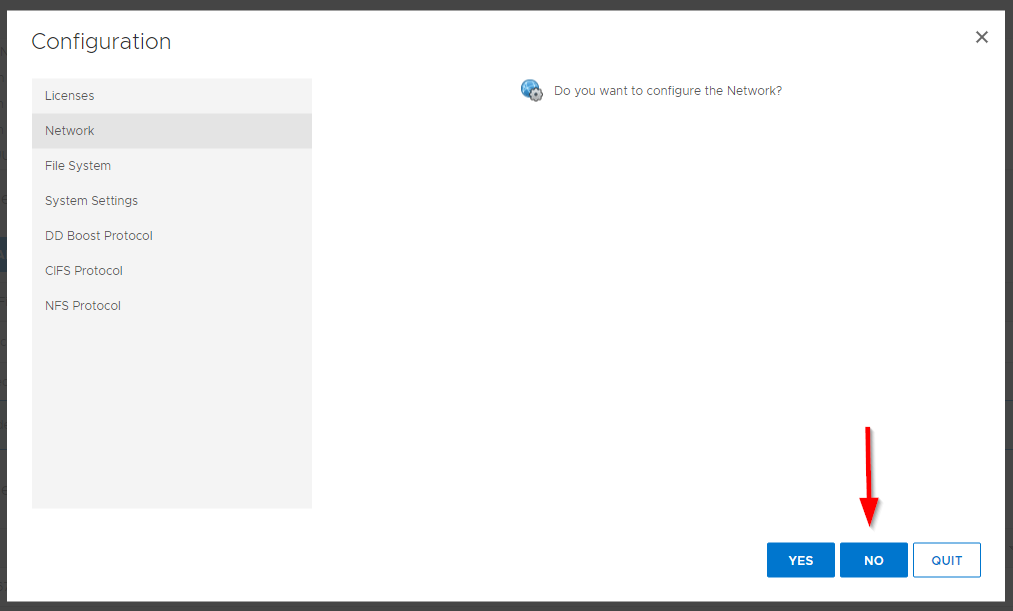 Configuration
Licenses
Network
File System
System Settings
DD Boost Protocol
CIFS Protocol
NFS Protocol
Do you want to configure the Network?
YES
NO
QUIT